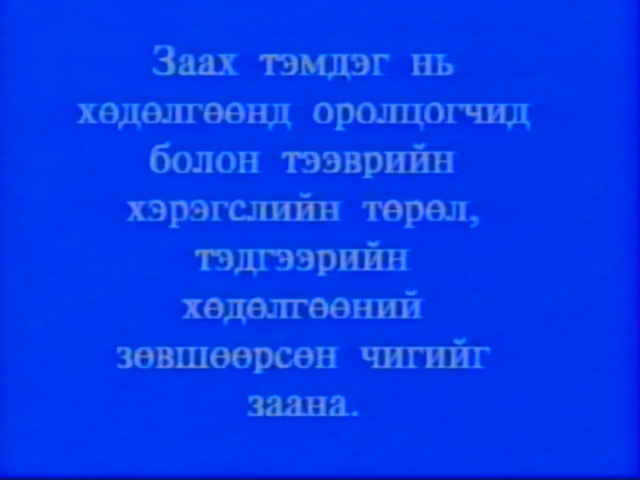 Заах тэмдэг нь
хөдөлгөөнд оролцогчид
болон тээврийн
хэрэгслийн төрөл,
тэдгээрийн
хөдөлгөөний
зөвшөөрсөн чигийг
заана.